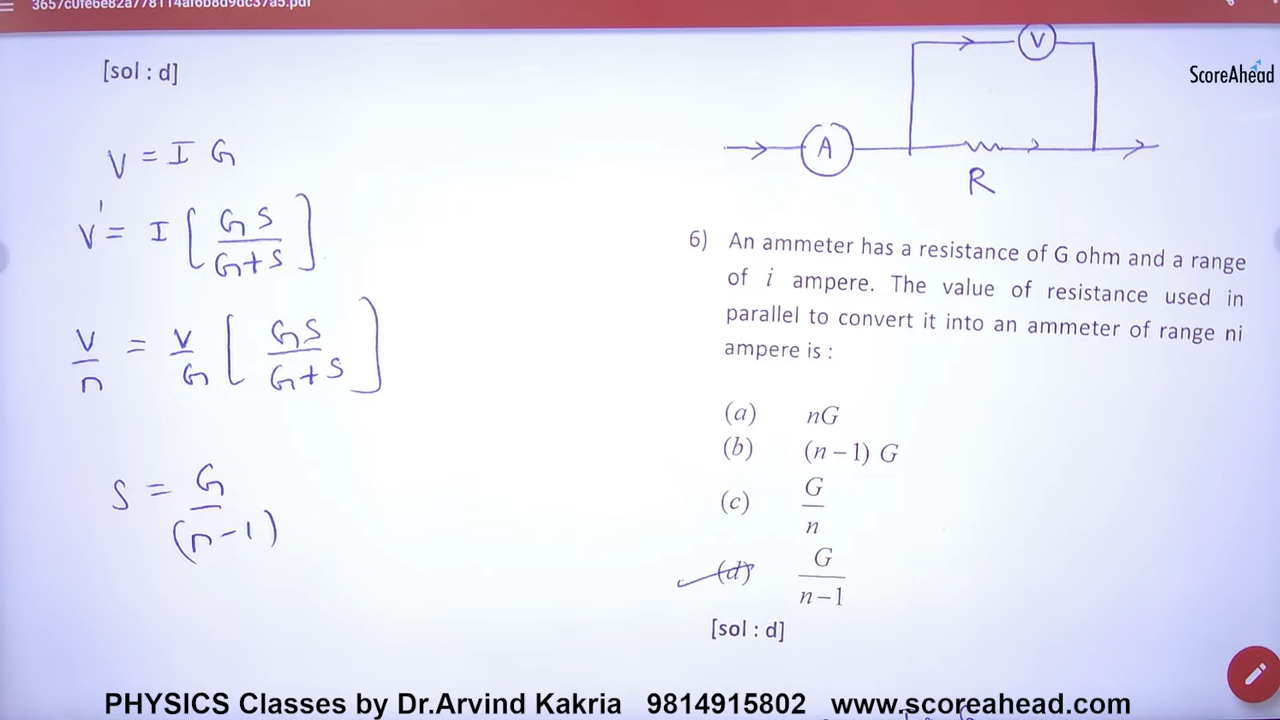 3657c0fe6e82a778114af6b8d9dc37a5.pdf
[sol : d]
V = I G
V' = I [ GS / G+S ]
V/n = V/G [ GS / G+S ]
S = G / (n-1)
V
A
R
ScoreAhead
6) An ammeter has a resistance of G ohm and a range
of i ampere. The value of resistance used in
parallel to convert it into an ammeter of range ni
ampere is :
(a) nG
(b) (n – 1) G
(c) G/n
(d) G/n–1
[sol : d]
PHYSICS Classes by Dr.Arvind Kakria 9814915802 www.scoreahead.com